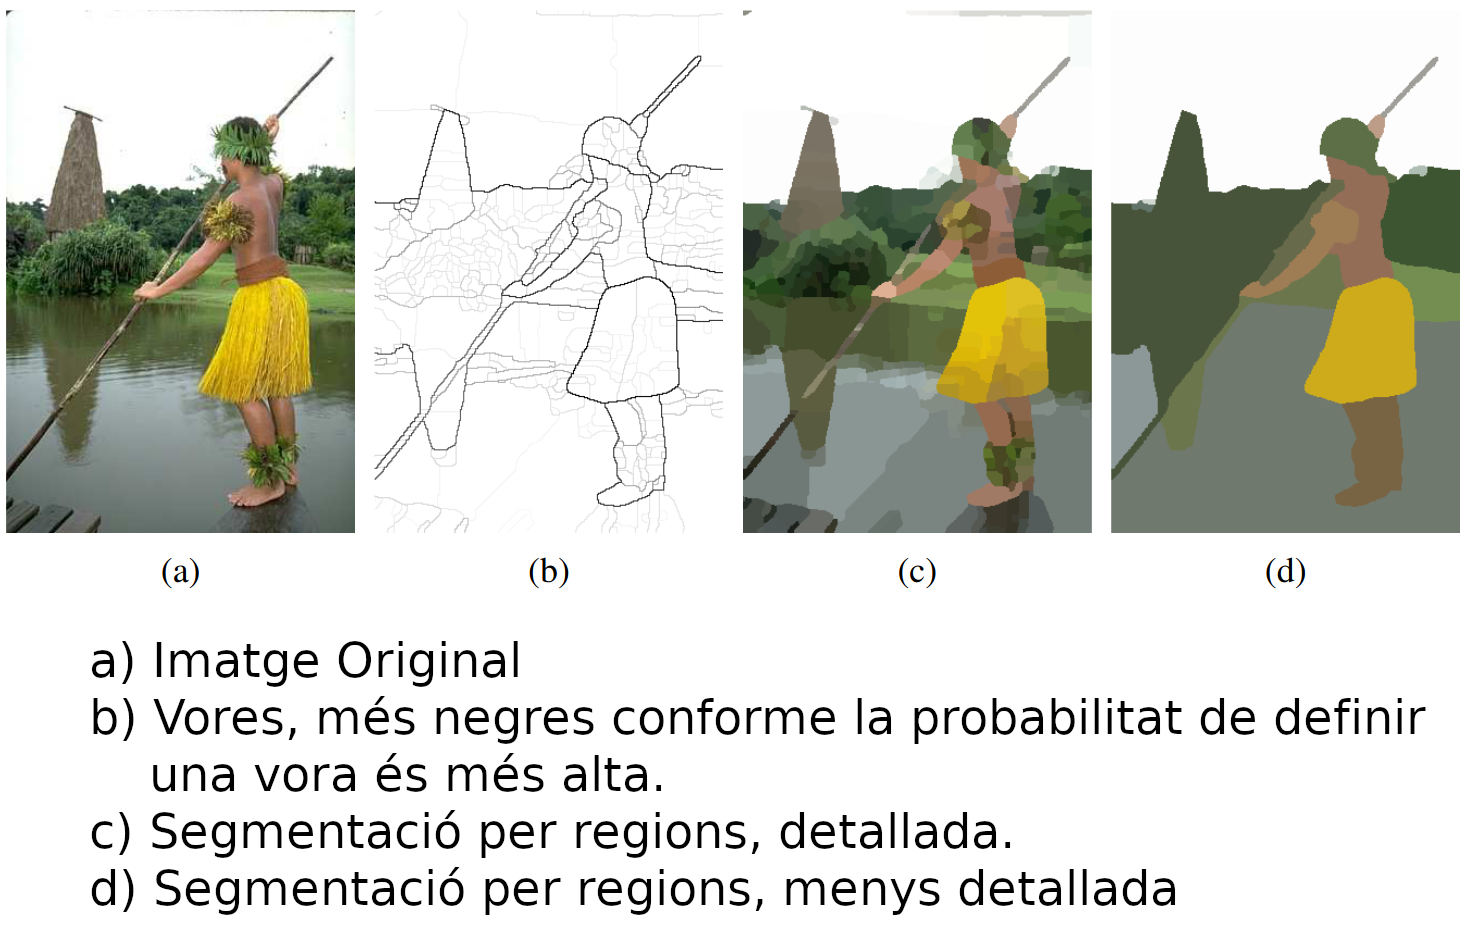 (a) (b) (c) (d)
a) Imatge Original
b) Vores, més negres conforme la probabilitat de definir
una vora és més alta.
c) Segmentació per regions, detallada.
d) Segmentació per regions, menys detallada